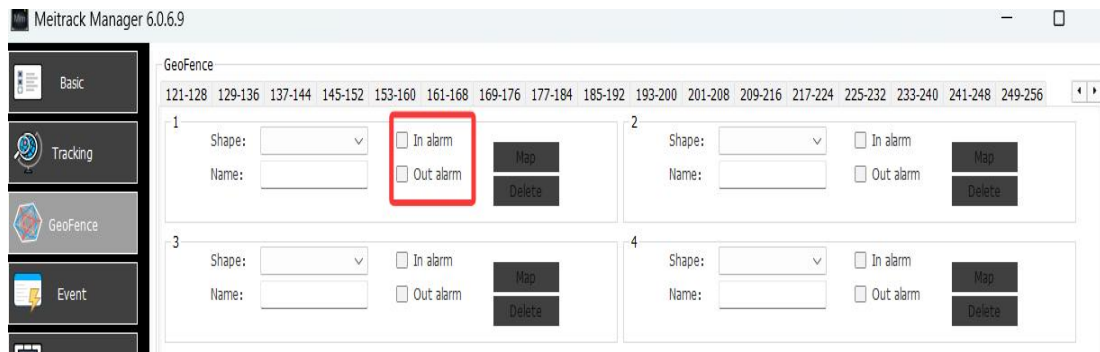 Meitrack Manager 6.0.6.9
Basic
Tracking
GeoFence
Event
GeoFence
121-128 129-136 137-144 145-152 153-160 161-168 169-176 177-184 185-192 193-200 201-208 209-216 217-224 225-232 233-240 241-248 249-256
1
Shape: In alarm Map
Name: Out alarm Delete
2
Shape: In alarm Map
Name: Out alarm Delete
3
Shape: In alarm Map
Name: Out alarm Delete
4
Shape: In alarm Map
Name: Out alarm Delete